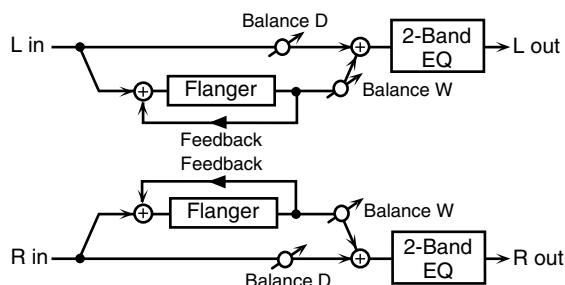 Balance D
L in
2-Band
EQ
L out
Flanger
Balance W
Feedback
Feedback
Flanger
Balance W
R in
2-Band
EQ
R out
Balance D